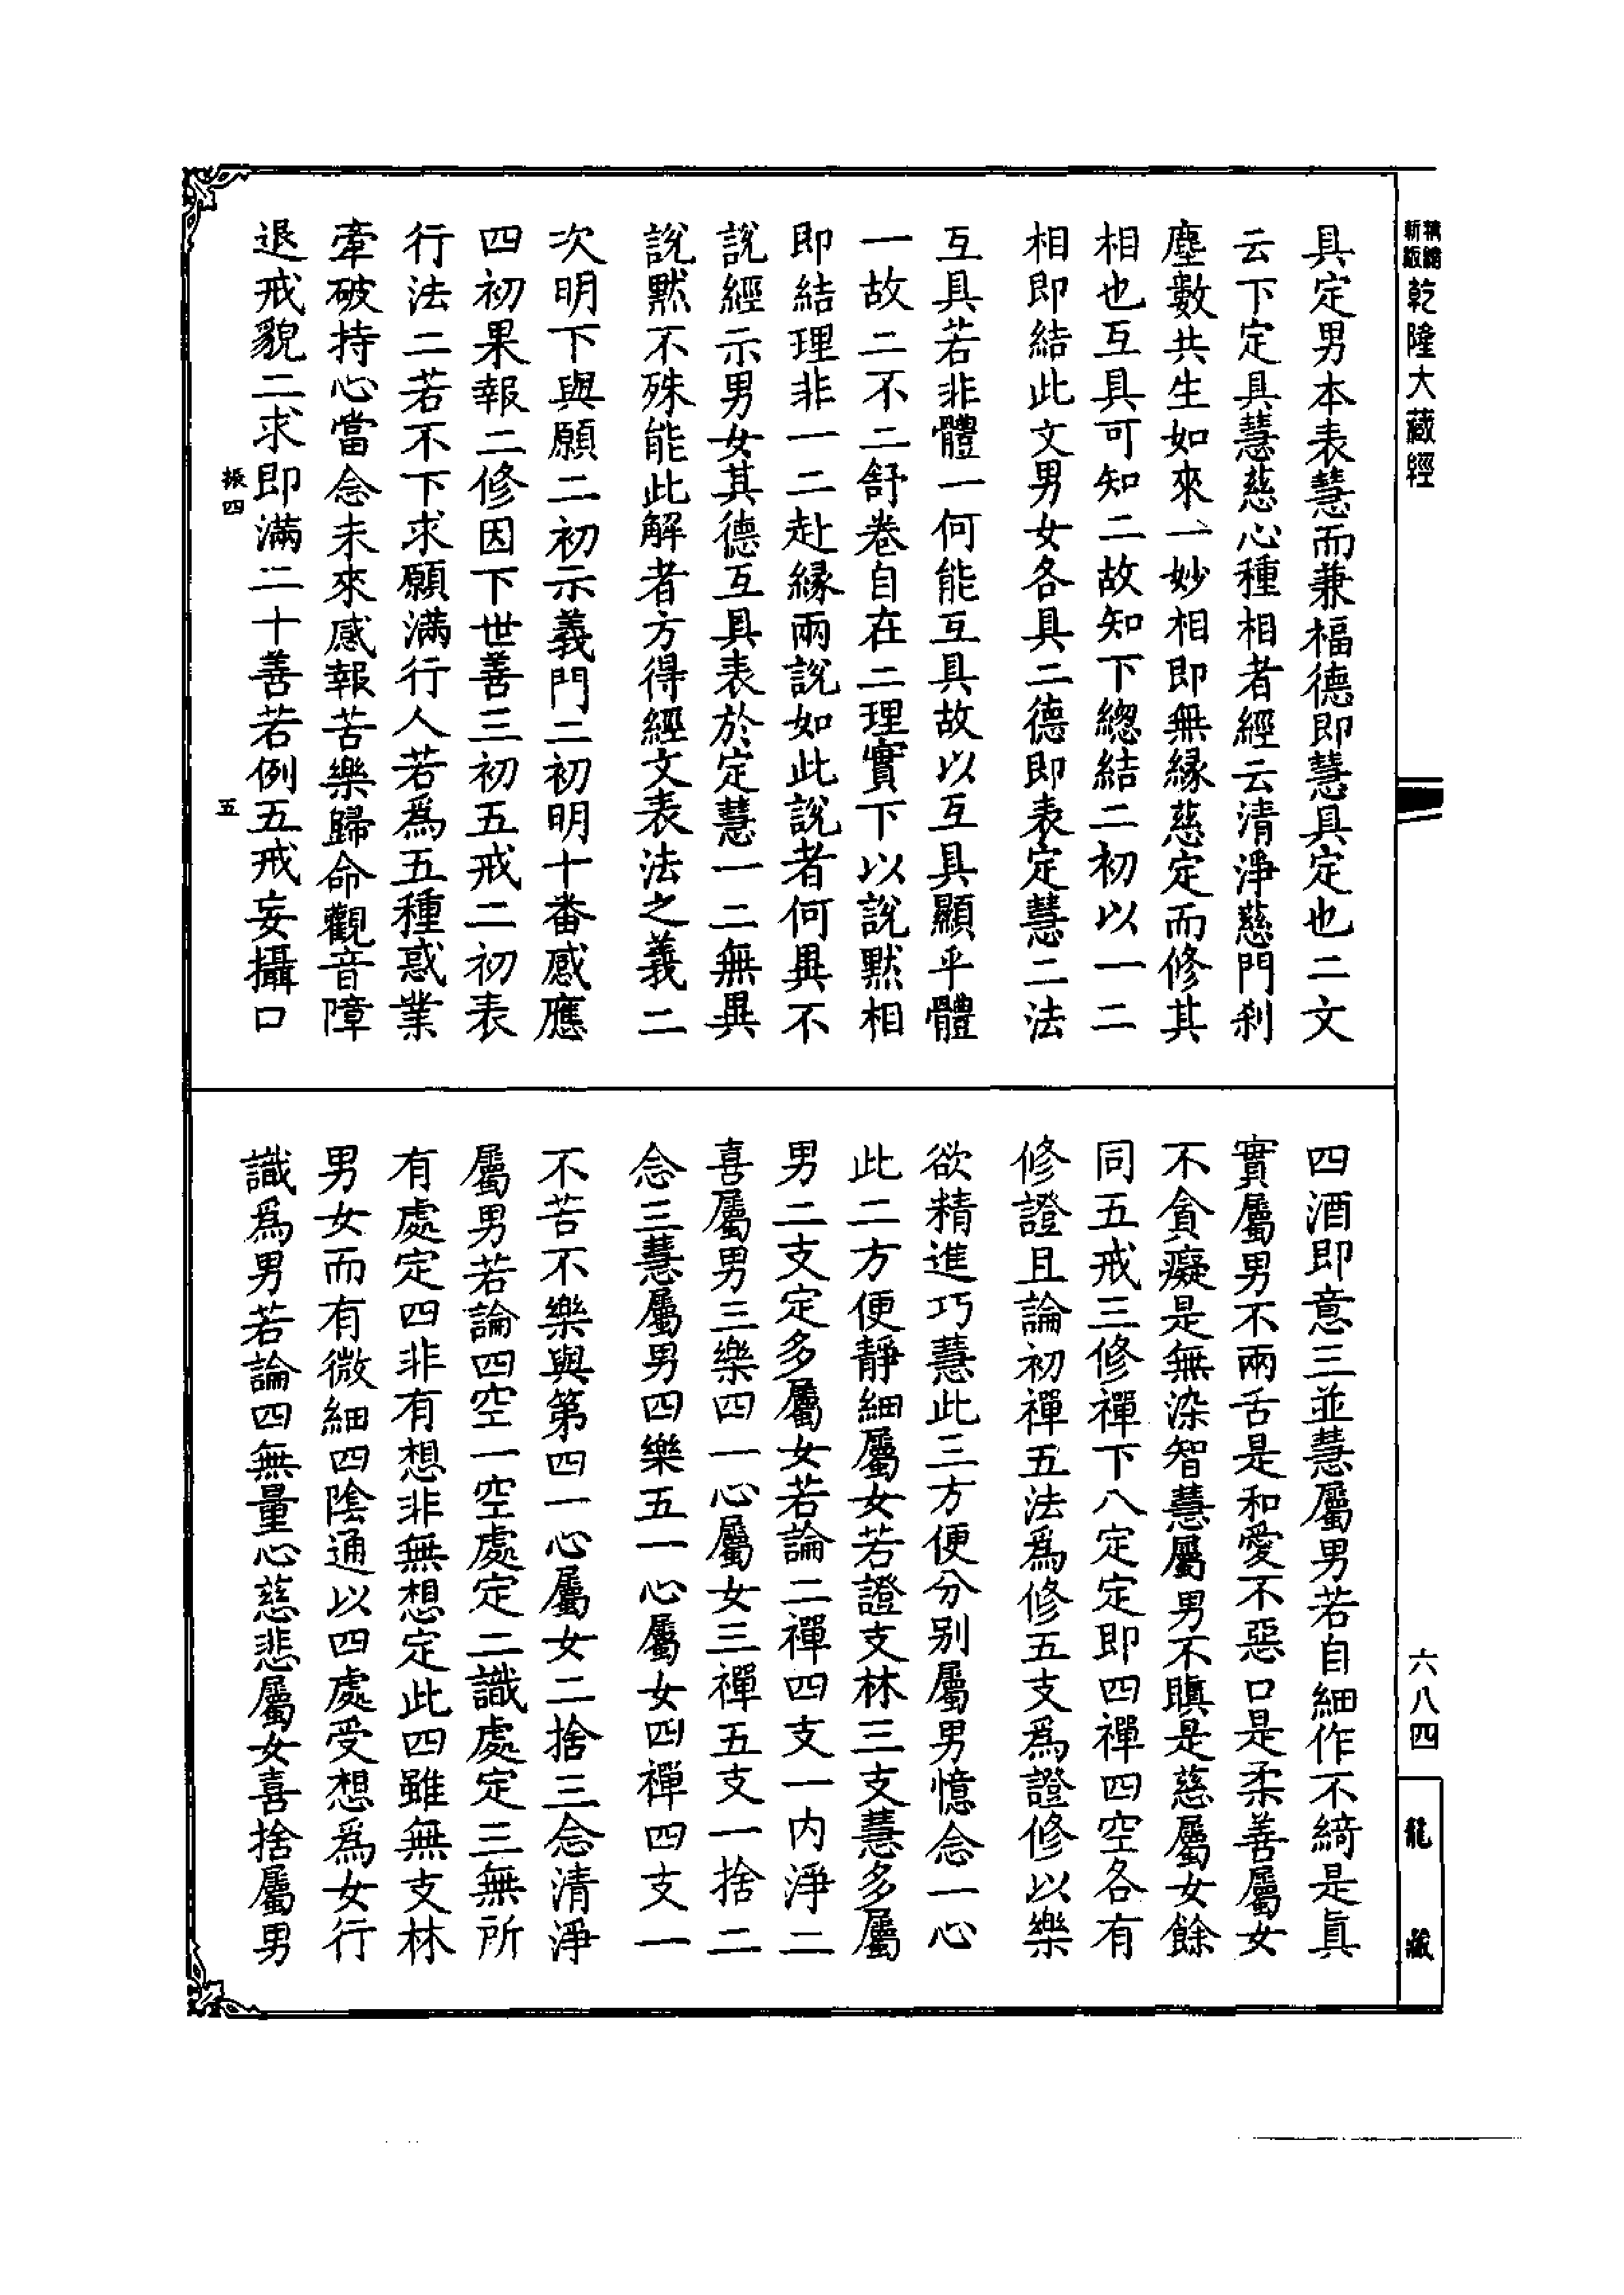 乾隆大藏經
具定男本表慧而兼福德即慧具定也二文
云下定具慧慈心種相者經云清淨慈門刹
塵數共生如來一妙相即無緣慈定而修其
相也互具可知二故知下總結二初以一二
相即結此文男女各具二德即表定慧二法
互具若非體一何能互具故以互具顯乎體
一故二不二舒卷自在二理實下以說默相
即結理非一二赴緣兩說如此說者何異不
說經示男女其德互具表於定慧一二無異
說默不殊能此解者方得經文表法之義二
次明下與願二初示義門二初明十番感應
四初果報二修因下世善三初五戒二初表
行法二若不下求願滿行人若爲五種惑業
牽破持心當念未來感報苦樂歸命觀音障
退戒貌二求即滿二十善若例五戒妄攝口
振四
五
四酒即意三並慧屬男若自細作不綺是眞
實屬男不兩舌是和愛不惡口是柔善屬女
不貪癡是無染智慧屬男不瞋是慈屬女餘
同五戒三修禪下八定定即四禪四空各有
修證且論初禪五法爲修五支爲證修以樂
欲精進巧慧此三方便分别屬男憶念一心
此二方便靜細屬女若證支林三支慧多屬
男二支定多屬女若論二禪四支一内淨二
喜屬男三樂四一心屬女三禪五支一捨二
念三慧屬男四樂五一心屬女四禪四支一
不苦不樂與第四一心屬女二捨三念清淨
屬男若論四空一空處定二識處定三無所
有處定四非有想非無想定此四雖無支林
男女而有微細四陰通以四處受想爲女行
識爲男若論四無量心慈悲屬女喜捨屬男
六八四
龍藏